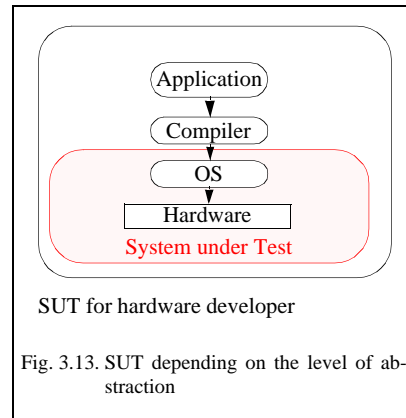 Application
Compiler
OS
Hardware
System under Test
SUT for hardware developer
Fig. 3.13. SUT depending on the level of ab-
straction